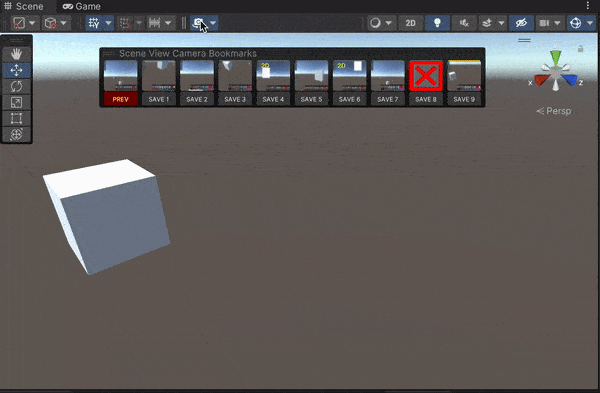 Scene Game
2D
Scene View Camera Bookmarks
2D 2D
PREV SAVE 1 SAVE 2 SAVE 3 SAVE 4 SAVE 5 SAVE 6 SAVE 7 SAVE 8 SAVE 9
y
x z
Persp